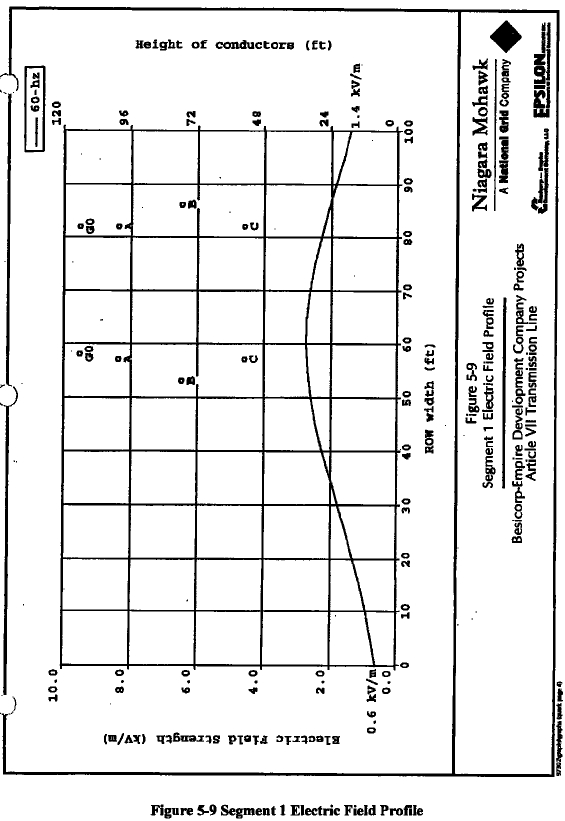 Height of conductors (ft)
60-hz
120
96
72
48
24
1.4 kV/m
0
100
90
80
70
60
50
40
30
20
10
0
ROW width (ft)
GO
A
B
C
GO
A
B
C
10.0
8.0
6.0
4.0
2.0
0.6 kV/m
0.0
Electric Field Strength (kV/m)
Figure 5-9
Segment 1 Electric Field Profile
Besicorp-Empire Development Company Projects
Article VII Transmission Line
Niagara Mohawk
A National Grid Company
EPSILON
Figure 5-9 Segment 1 Electric Field Profile